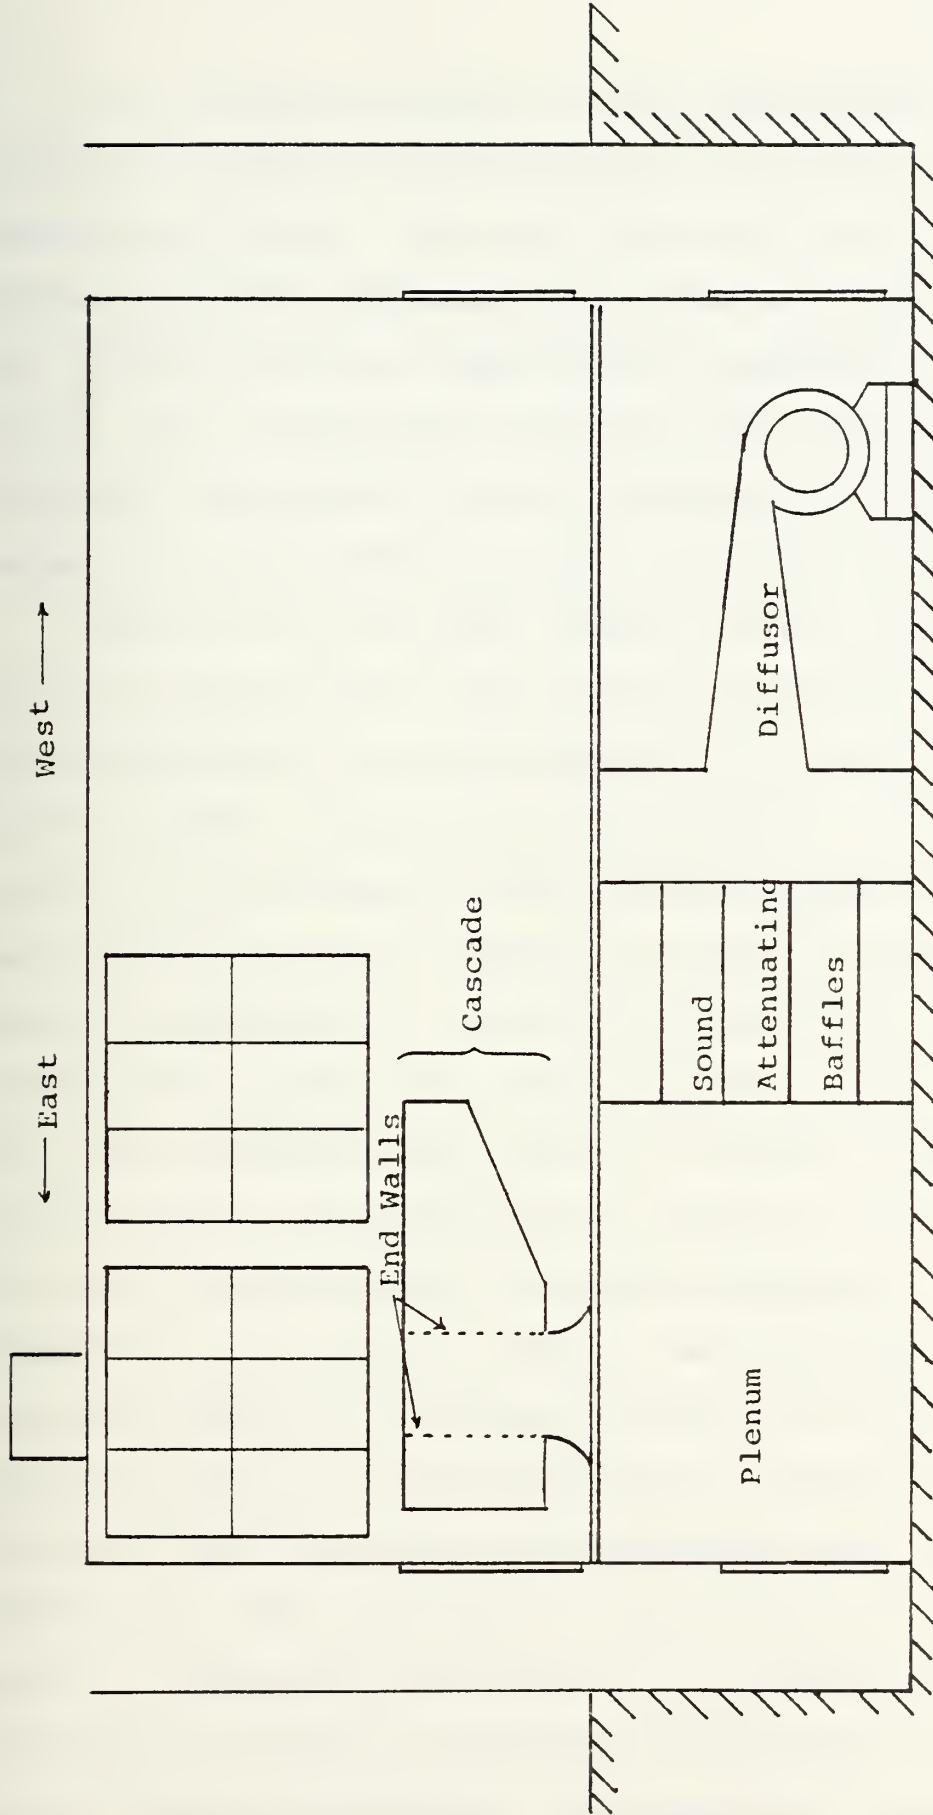 ←East
West→
End Walls
Cascade
Plenum
Sound
Attenuating
Baffles
Diffusor